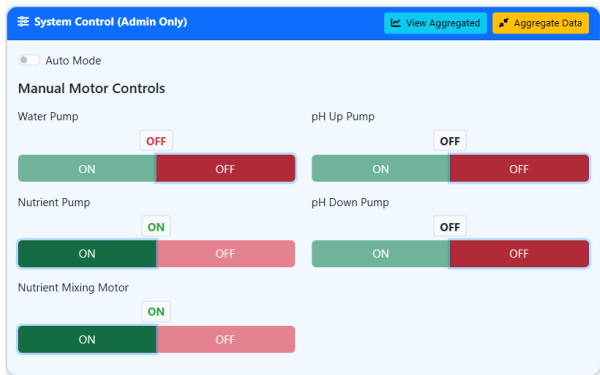 System Control (Admin Only)
View Aggregated
Aggregate Data
Auto Mode
Manual Motor Controls
Water Pump
OFF
ON OFF
pH Up Pump
OFF
ON OFF
Nutrient Pump
ON
ON OFF
pH Down Pump
OFF
ON OFF
Nutrient Mixing Motor
ON
ON OFF